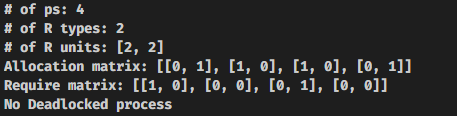 # of ps: 4
# of R types: 2
# of R units: [2, 2]
Allocation matrix: [[0, 1], [1, 0], [1, 0], [0, 1]]
Require matrix: [[1, 0], [0, 0], [0, 1], [0, 0]]
No Deadlocked process